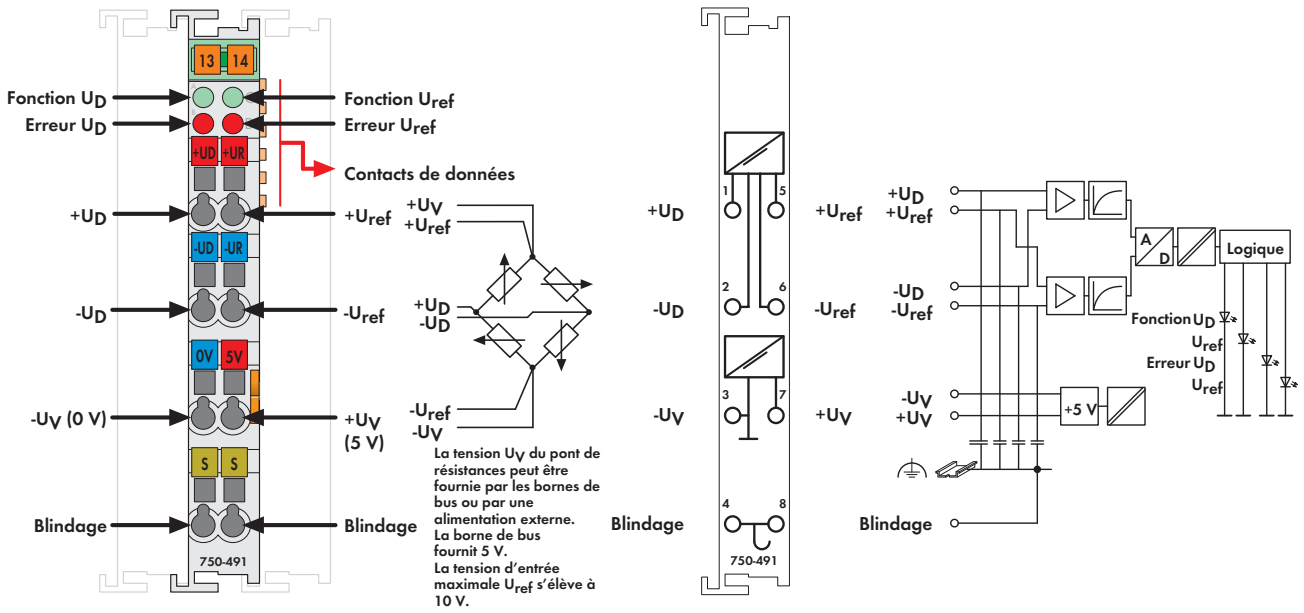 13 14
Fonction UD
Fonction Uref
Erreur UD
Erreur Uref
+UD +UR
Contacts de données
+UD
+Uref
-UD -UR
-UD
-Uref
0V 5V
-UV (0 V)
+UV
(5 V)
S S
Blindage
Blindage
750-491
+UV
+Uref
+UD
-UD
-Uref
-UV
La tension UV du pont de
résistances peut être
fournie par les bornes de
bus ou par une
alimentation externe.
La borne de bus
fournit 5 V.
La tension d'entrée
maximale Uref s'élève à
10 V.
1 5
+UD
+Uref
2 6
-UD
-Uref
3 7
-UV
+UV
4 8
Blindage
750-491
+UD
+Uref
-UD
-Uref
A
D
Logique
Fonction UD
Uref
Erreur UD
Uref
-UV
+UV
+5 V
Blindage